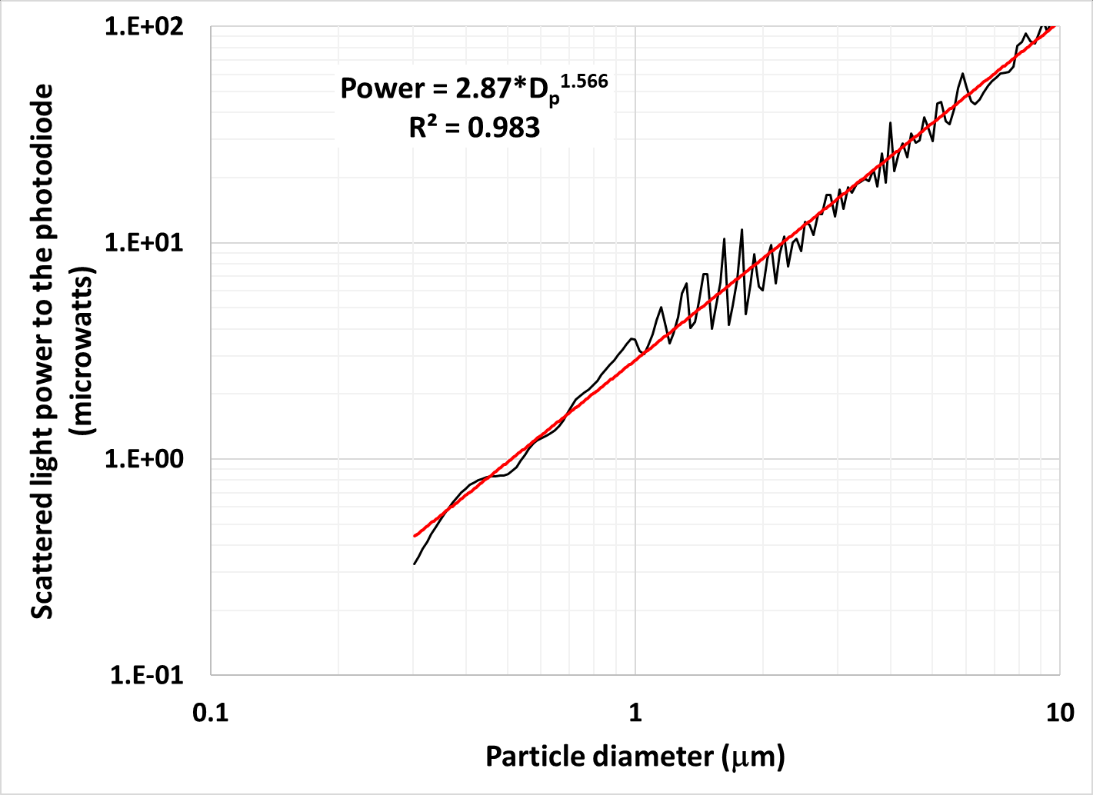 Power = 2.87*Dp1.566
R² = 0.983
Scattered light power to the photodiode
(microwatts)
1.E+02
1.E+01
1.E+00
1.E-01
0.1
1
10
Particle diameter (μm)